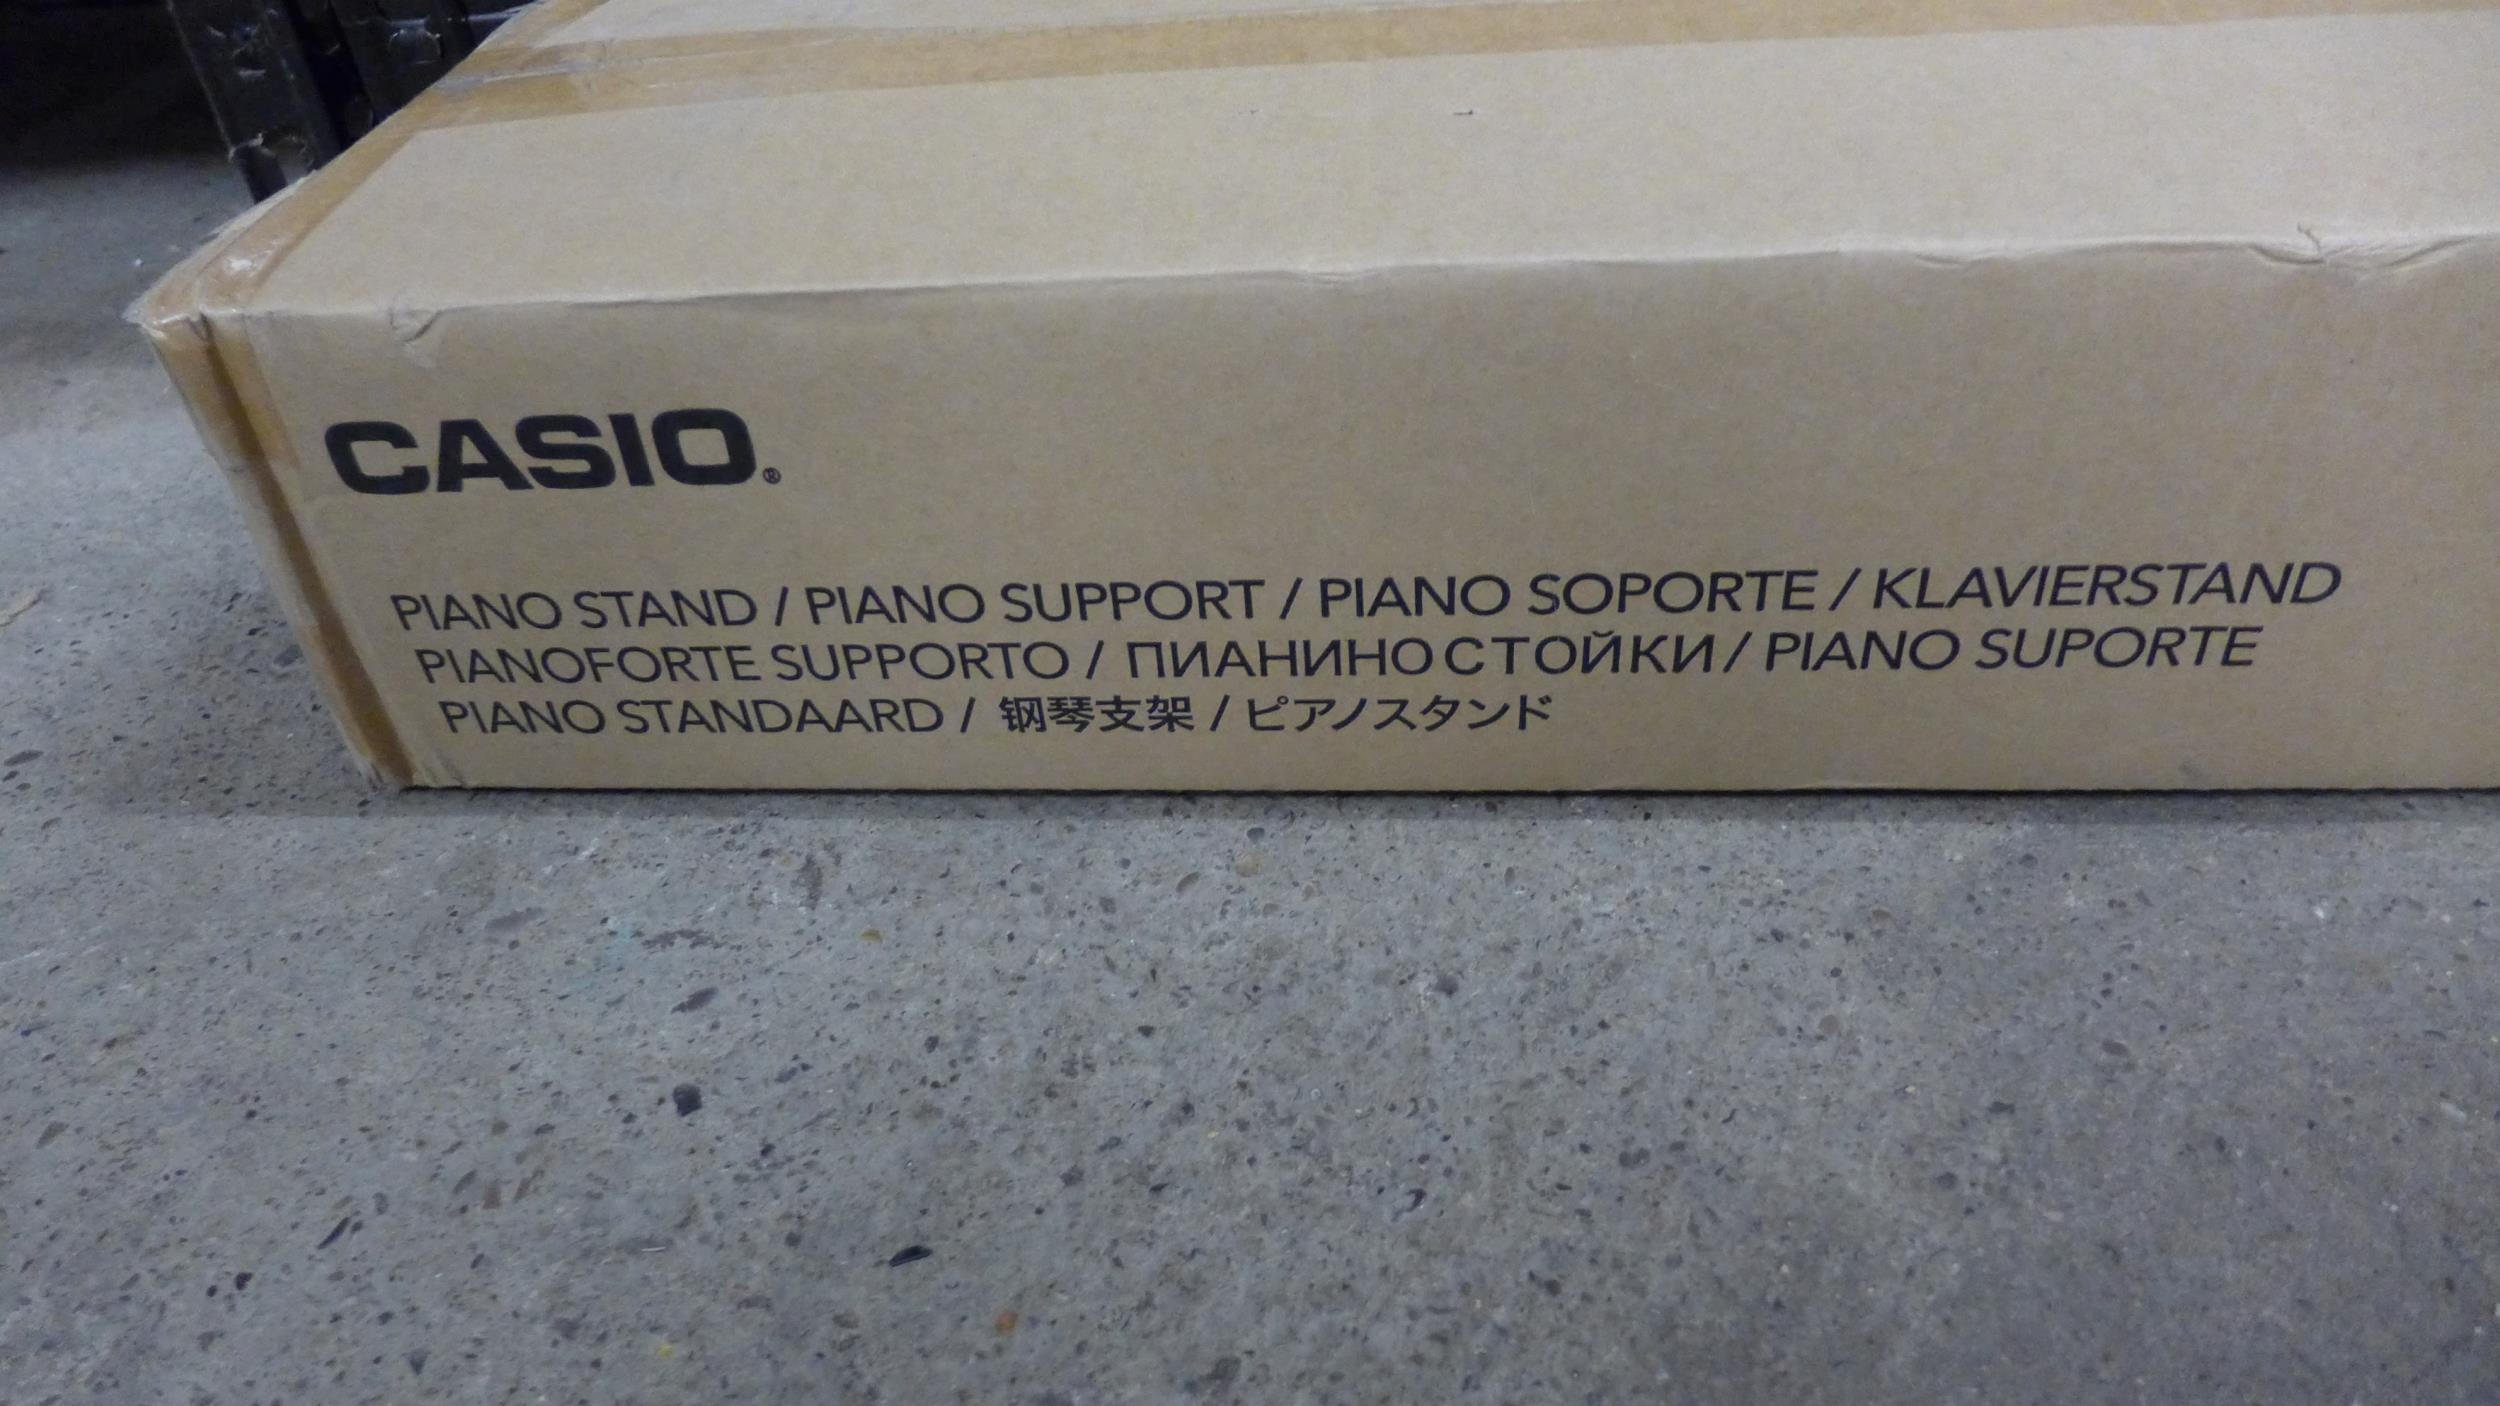 CASIO®
PIANO STAND / PIANO SUPPORT / PIANO SOPORTE / KLAVIERSTAND
PIANOFORTE SUPPORTO / ПИАНИНО СТОЙКИ / PIANO SUPORTE
PIANO STANDAARD / 钢琴支架 / ピアノスタンド